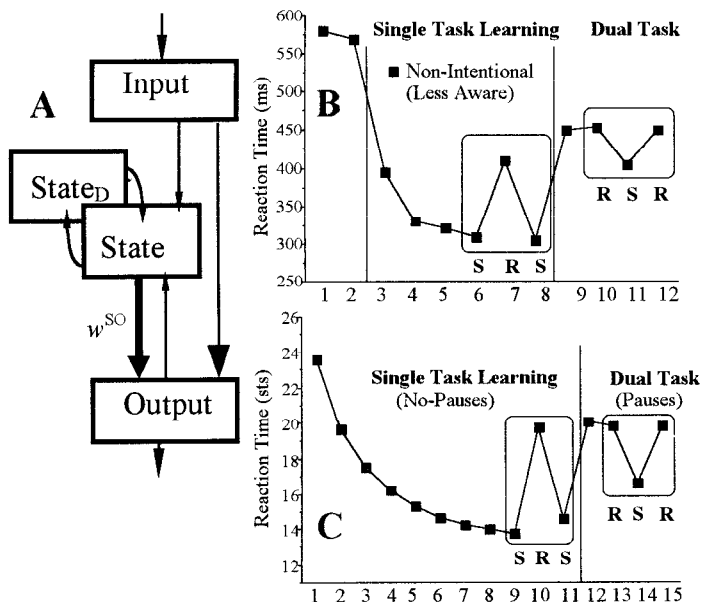 A
Input
State_D
State
w^SO
Output
B
Reaction Time (ms)
600
550
500
450
400
350
300
250
Single Task Learning
Dual Task
Non-Intentional
(Less Aware)
S R S
R S R
1 2 3 4 5 6 7 8 9 10 11 12
C
Reaction Time (sts)
26
24
22
20
18
16
14
12
Single Task Learning
(No-Pauses)
Dual Task
(Pauses)
S R S
R S R
1 2 3 4 5 6 7 8 9 10 11 12 13 14 15